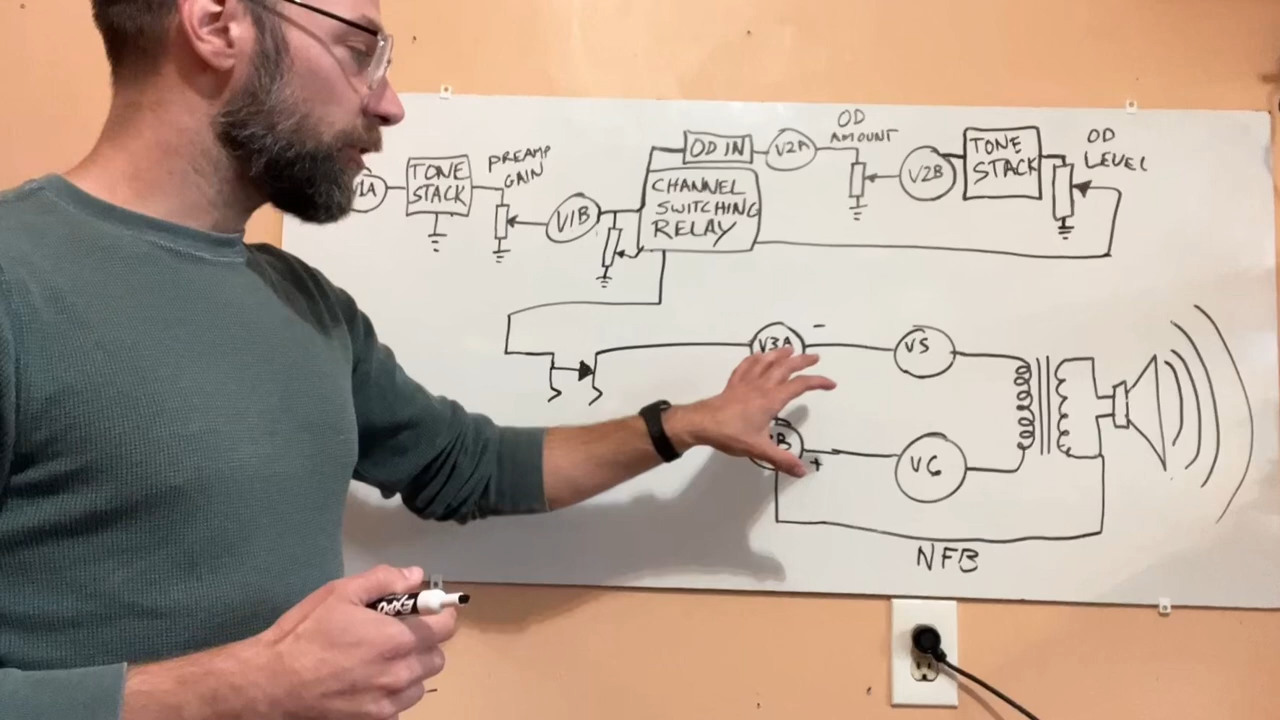 V1A
TONE
STACK
PREAMP
GAIN
V1B
OD IN
CHANNEL
SWITCHING
RELAY
V2A
OD
AMOUNT
V2B
TONE
STACK
OD
LEVEL
V3A
-
V5
+
V6
NFB
EXPO